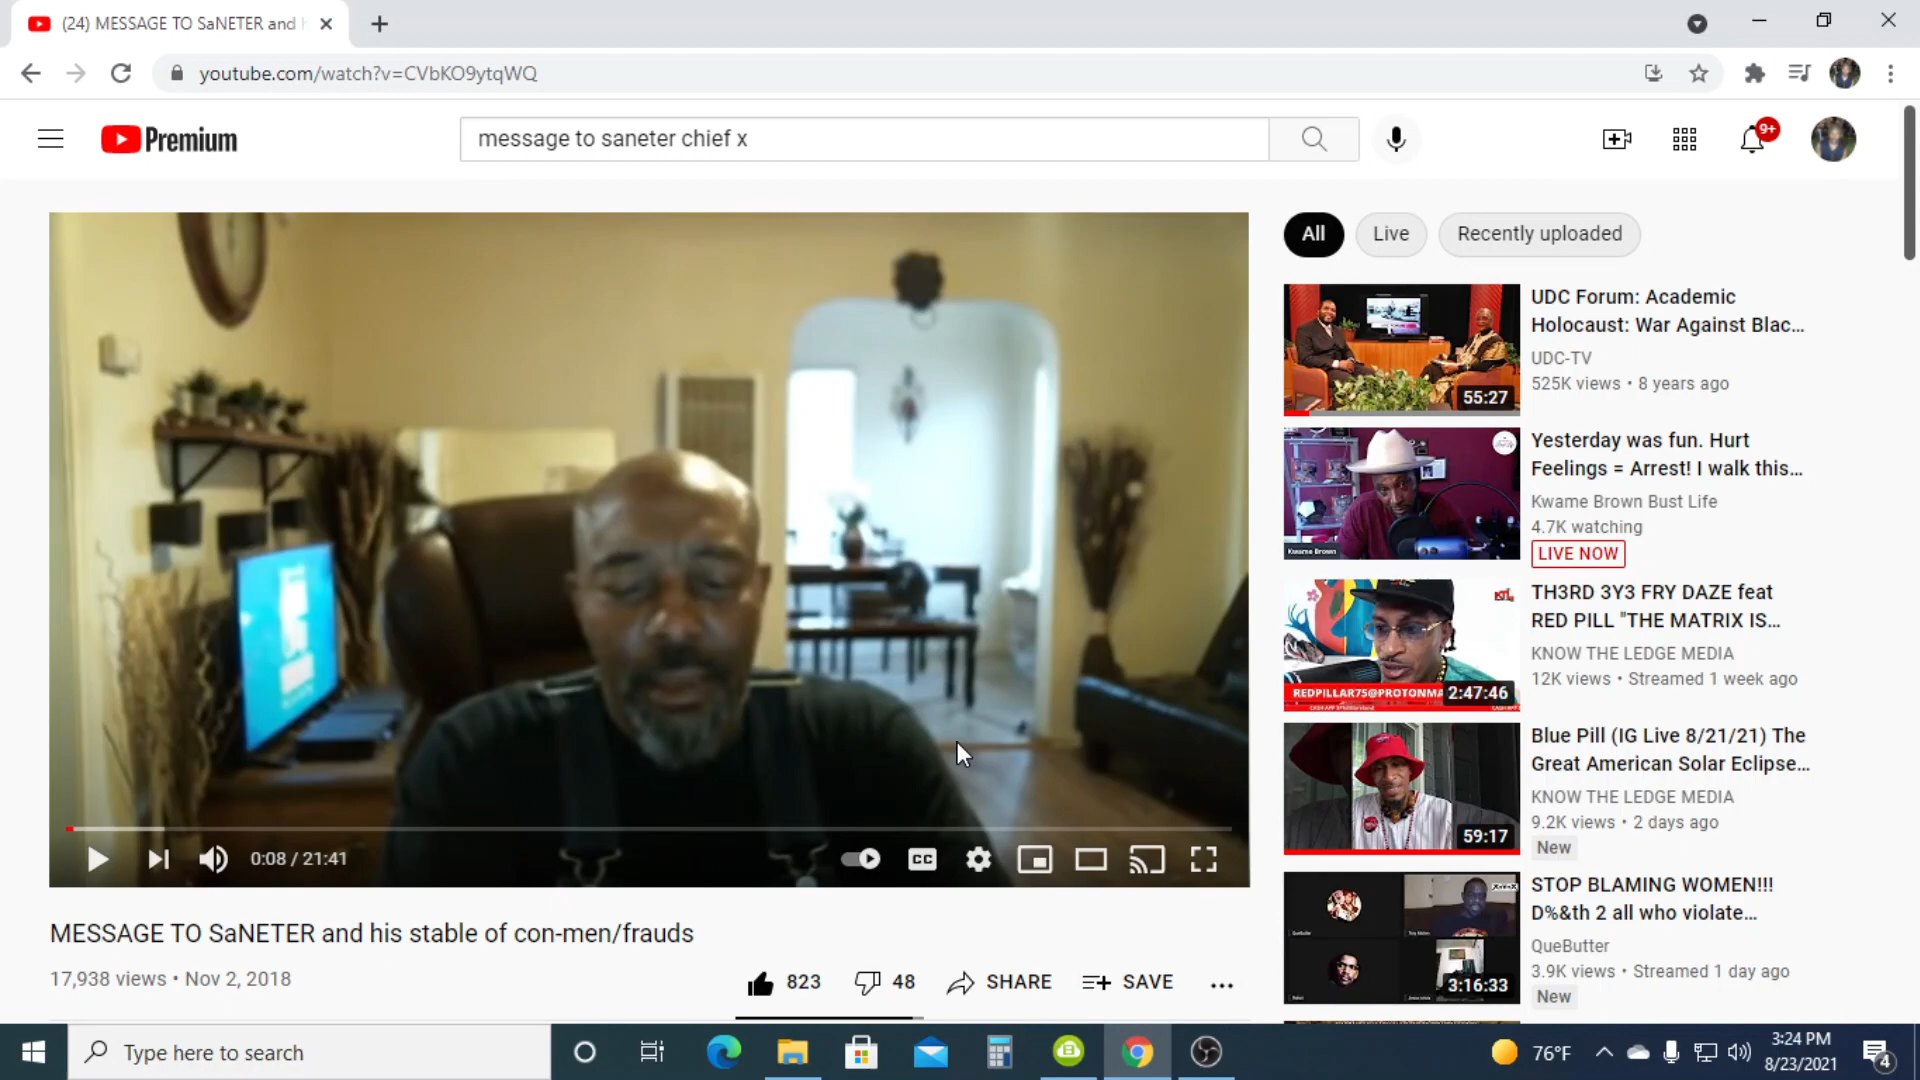 (24) MESSAGE TO SaNETER and h
youtube.com/watch?v=CVbKO9ytqWQ
Premium
message to saneter chief x
9+
All
Live
Recently uploaded
55:27
UDC Forum: Academic
Holocaust: War Against Blac...
UDC-TV
525K views • 8 years ago
Kwame Brown
Yesterday was fun. Hurt
Feelings = Arrest! I walk this...
Kwame Brown Bust Life
4.7K watching
LIVE NOW
REDPILLAR75@PROTONMA
2:47:46
TH3RD 3Y3 FRY DAZE feat
RED PILL "THE MATRIX IS...
KNOW THE LEDGE MEDIA
12K views • Streamed 1 week ago
59:17
Blue Pill (IG Live 8/21/21) The
Great American Solar Eclipse...
KNOW THE LEDGE MEDIA
9.2K views • 2 days ago
New
3:16:33
STOP BLAMING WOMEN!!!
D%&th 2 all who violate...
QueButter
3.9K views • Streamed 1 day ago
New
0:08 / 21:41
CC
MESSAGE TO SaNETER and his stable of con-men/frauds
17,938 views • Nov 2, 2018
823
48
SHARE
SAVE
Type here to search
76°F
3:24 PM
8/23/2021
4